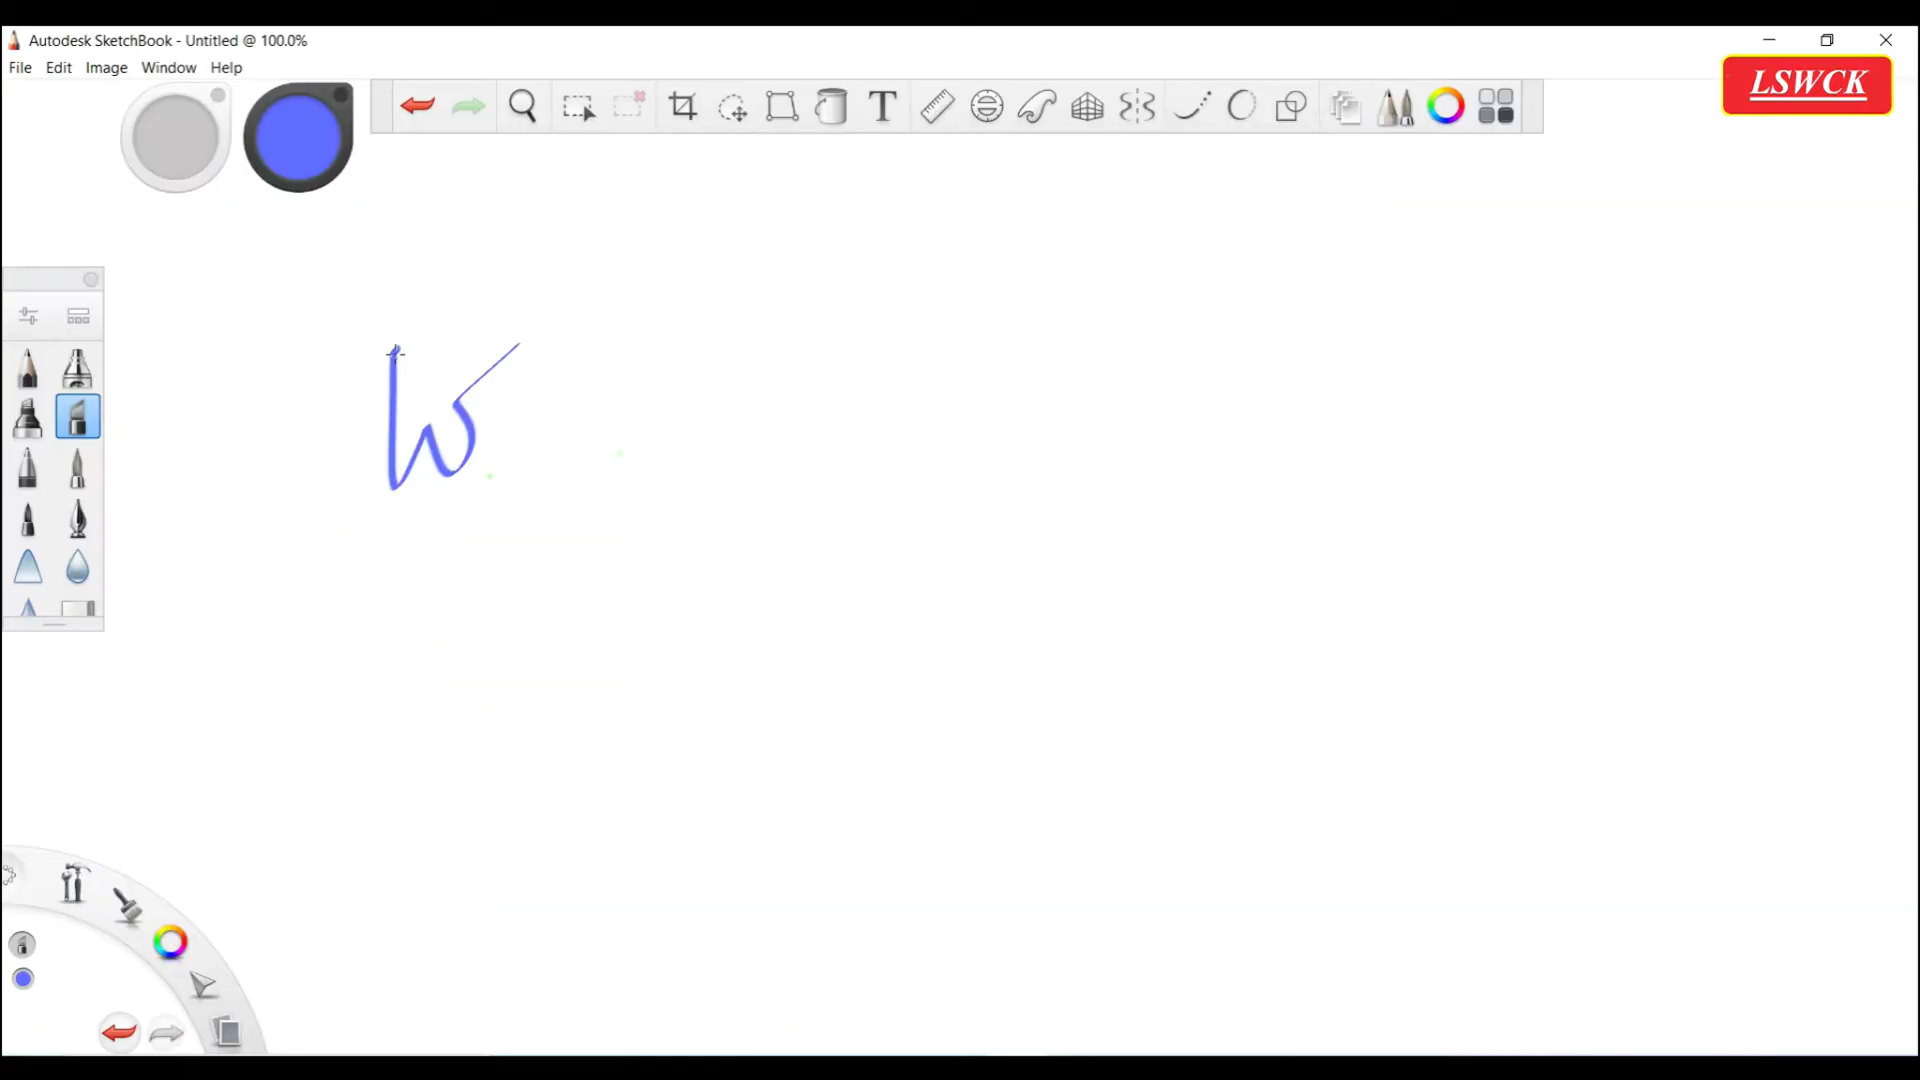 Autodesk SketchBook - Untitled @ 100.0%
File Edit Image Window Help
LSWCK
T